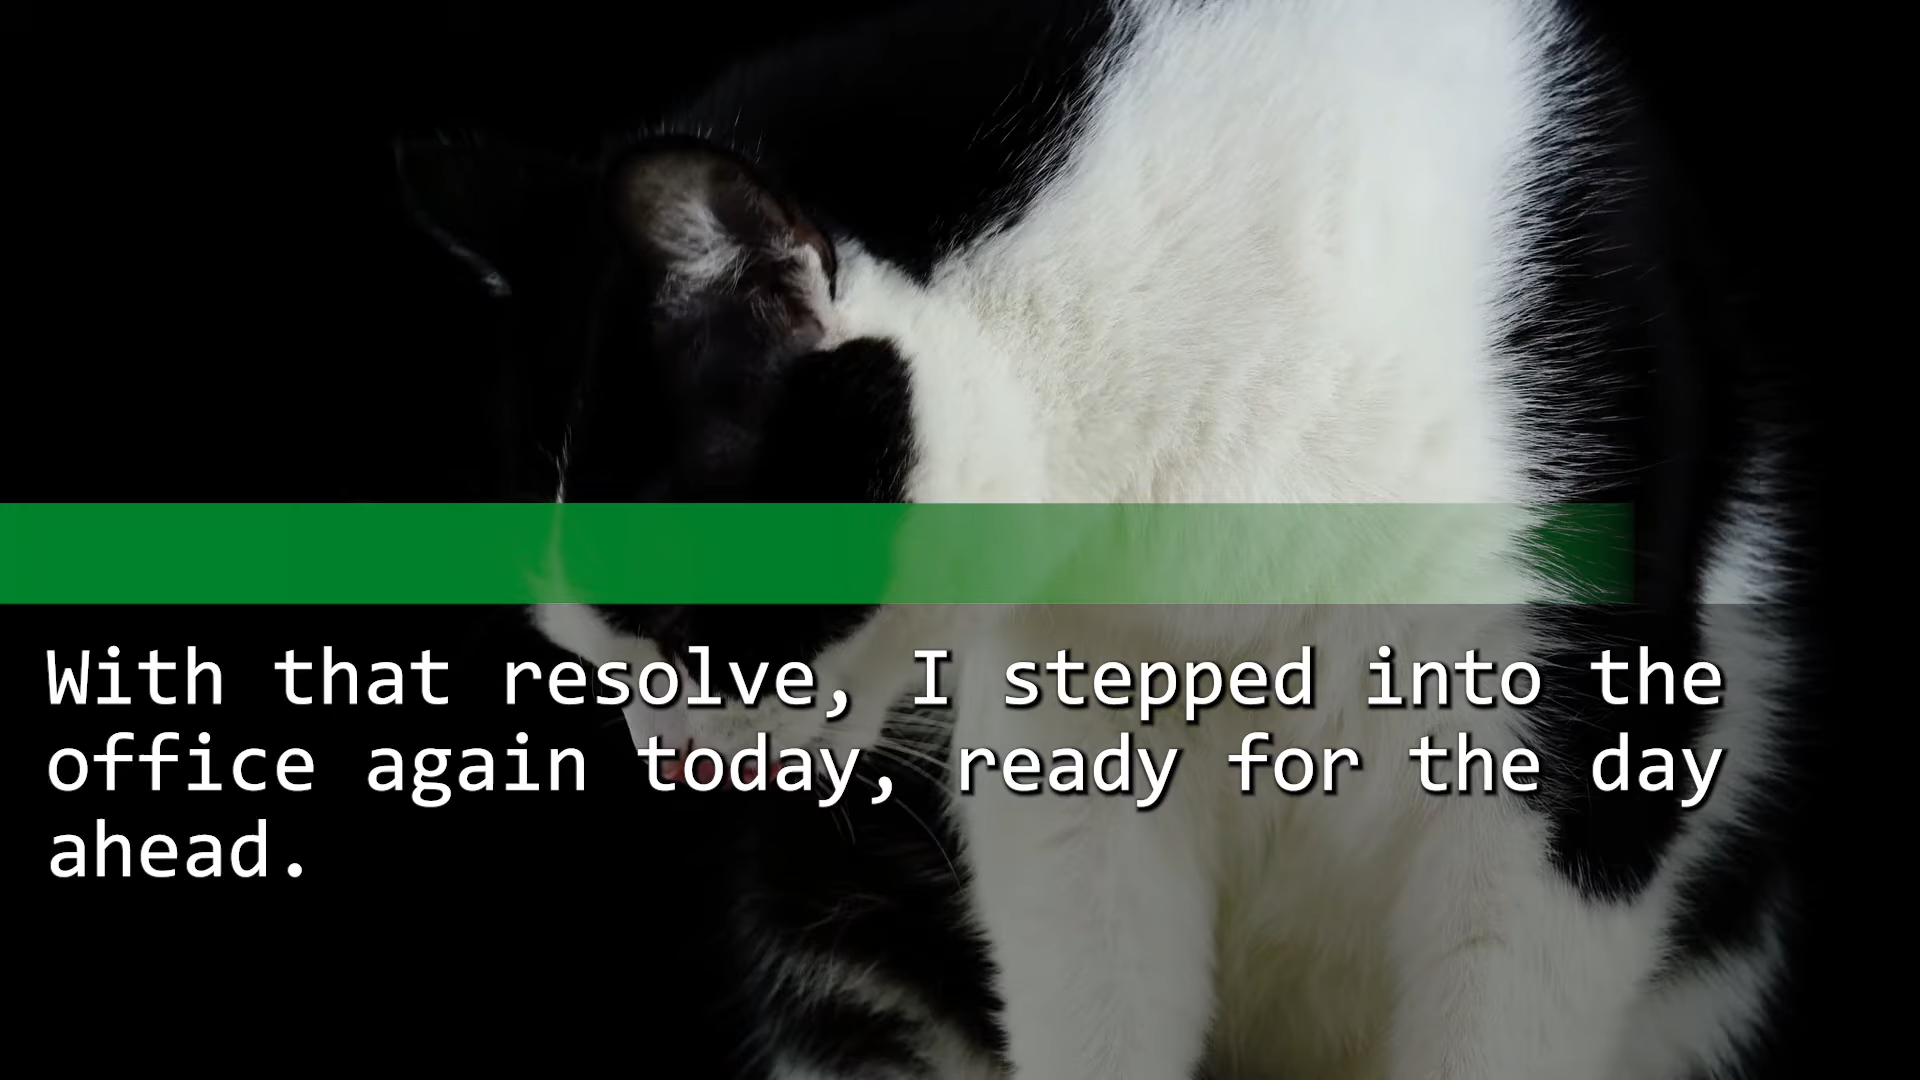 With that resolve, I stepped into the
office again today, ready for the day
ahead.